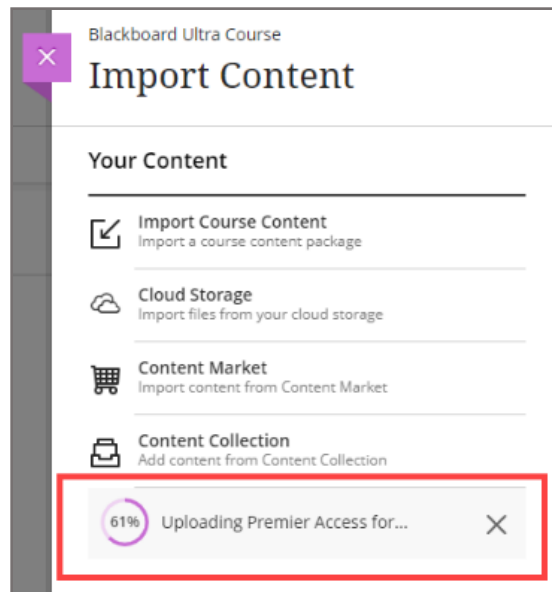 Blackboard Ultra Course
Import Content
Your Content
Import Course Content
Import a course content package
Cloud Storage
Import files from your cloud storage
Content Market
Import content from Content Market
Content Collection
Add content from Content Collection
61% Uploading Premier Access for...